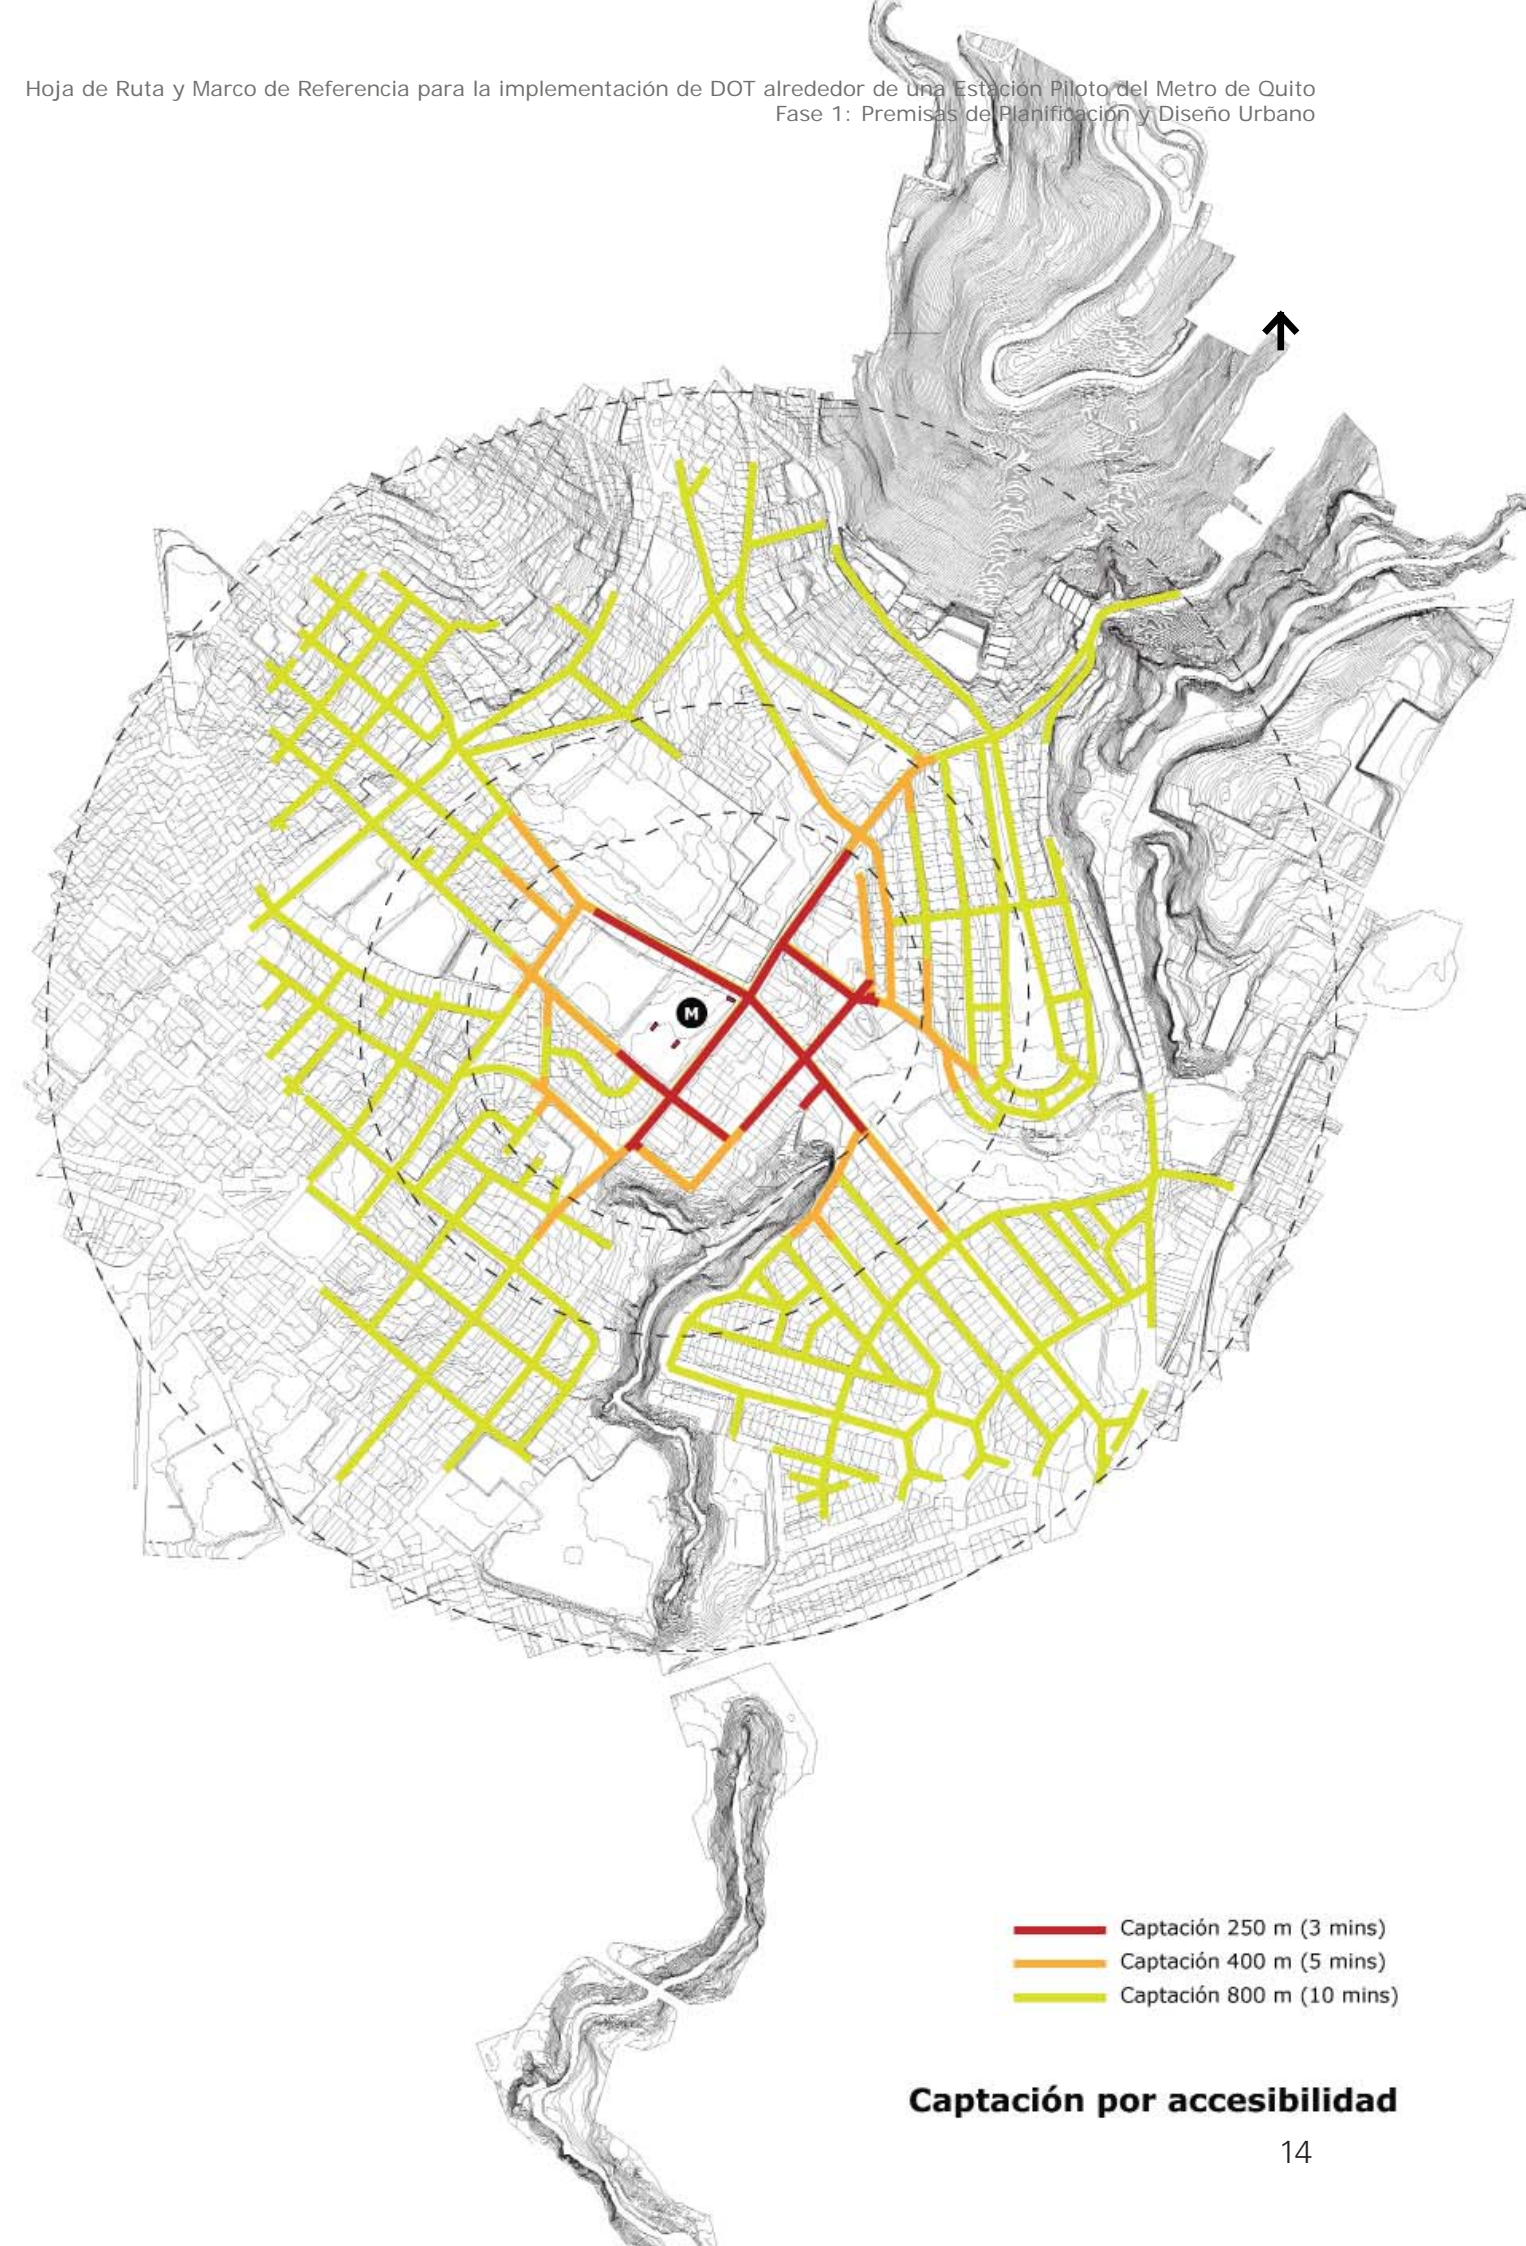 Hoja de Ruta y Marco de Referencia para la implementación de DOT alrededor de una Estación Piloto del Metro de Quito
Fase 1: Premisas de Planificación y Diseño Urbano
M
Captación 250 m (3 mins)
Captación 400 m (5 mins)
Captación 800 m (10 mins)
Captación por accesibilidad
14